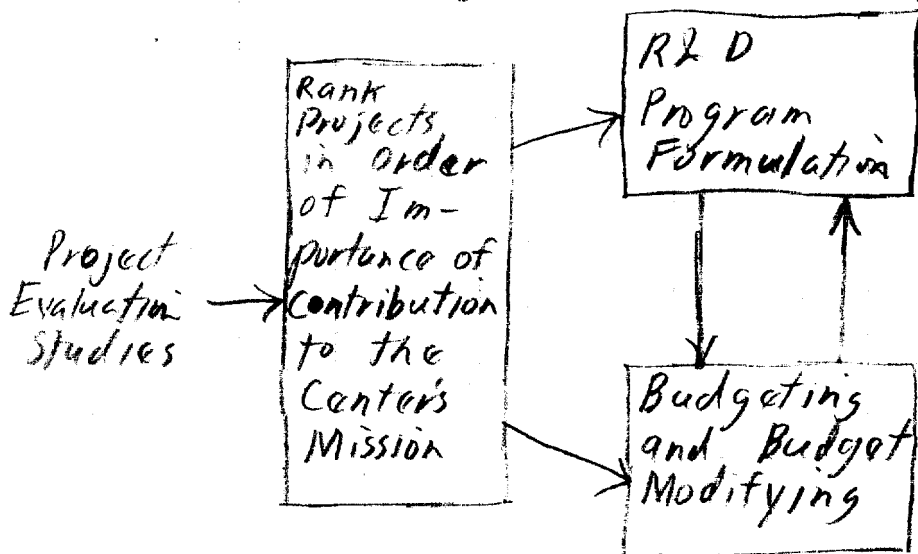 Project
Evaluation
Studies
Rank
Projects
in order
of Im-
portance of
contribution
to the
Center's
Mission
R & D
Program
Formulation
Budgeting
and Budget
Modifying